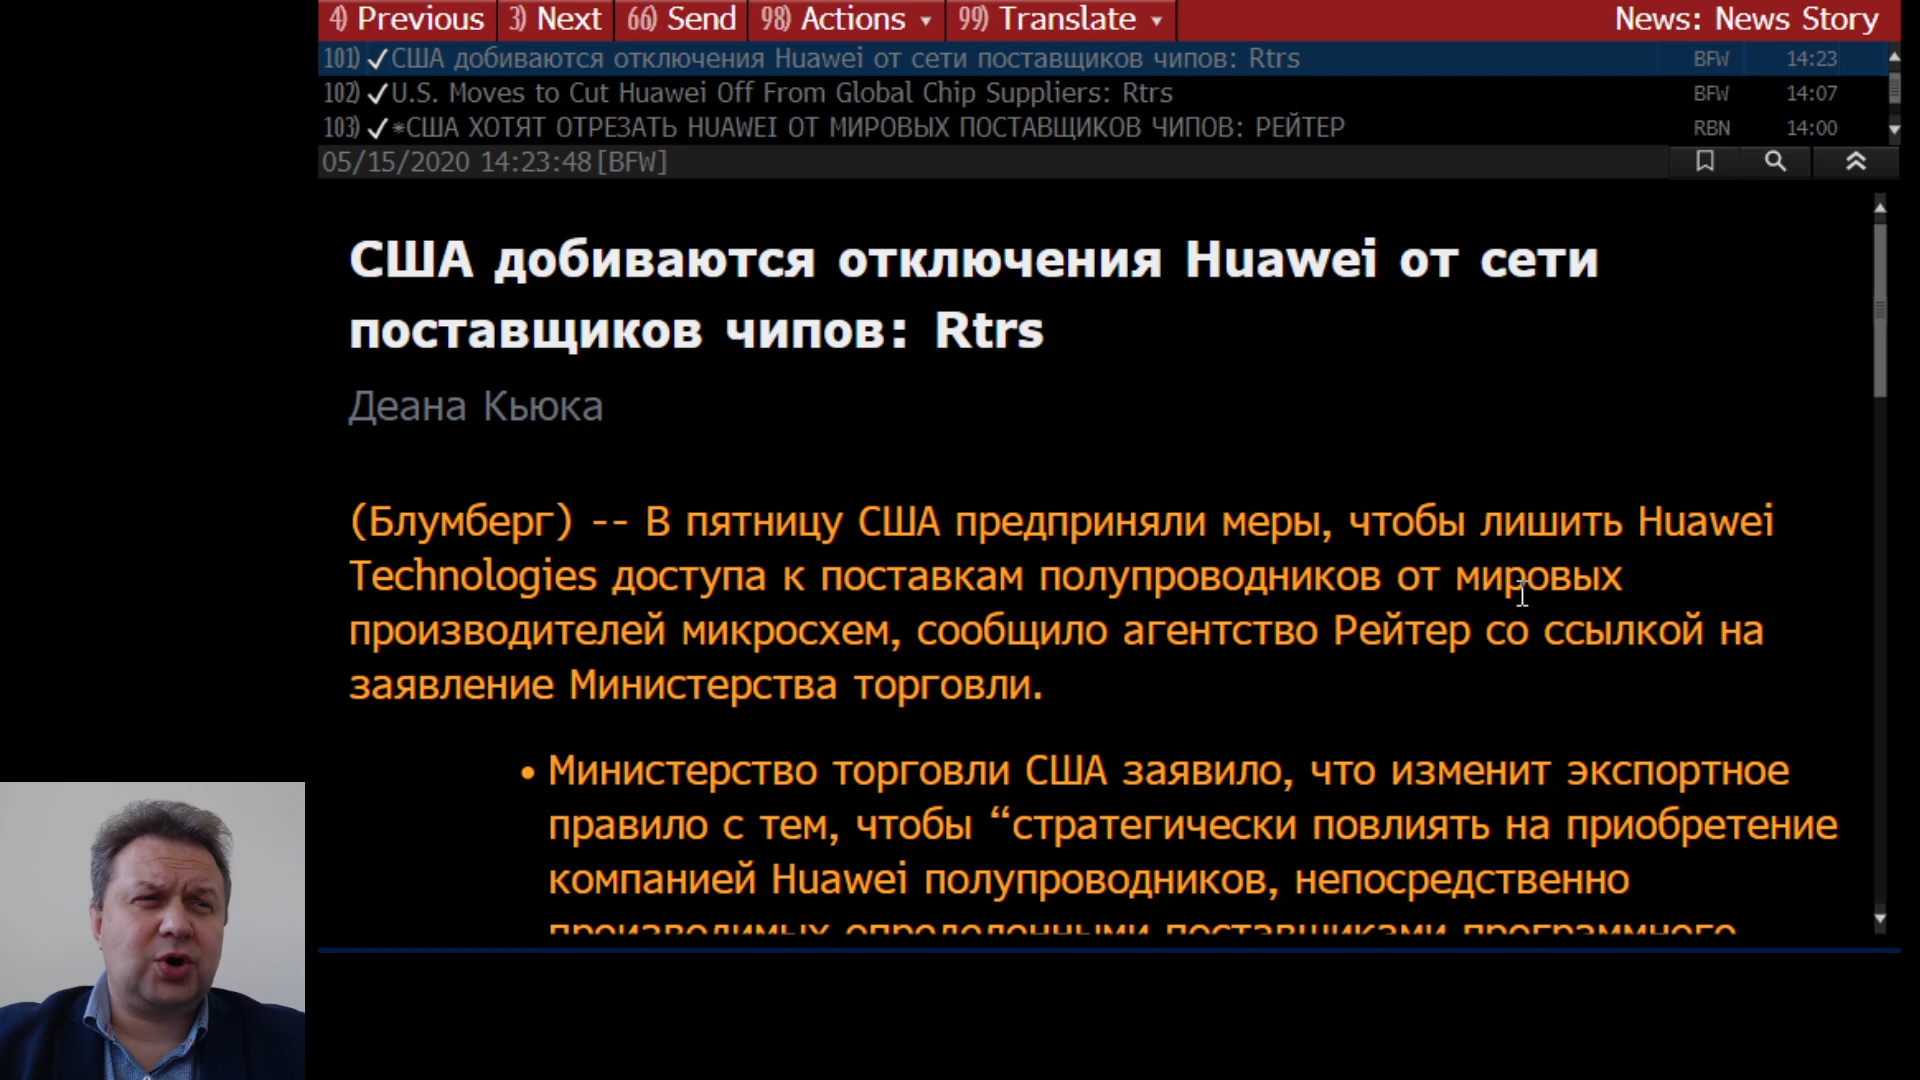 4) Previous 3) Next 66) Send 98) Actions 99) Translate News: News Story
101) ✓США добиваются отключения Huawei от сети поставщиков чипов: Rtrs BFW 14:23
102) ✓U.S. Moves to Cut Huawei Off From Global Chip Suppliers: Rtrs BFW 14:07
103) ✓*США ХОТЯТ ОТРЕЗАТЬ HUAWEI ОТ МИРОВЫХ ПОСТАВЩИКОВ ЧИПОВ: РЕЙТЕР RBN 14:00
05/15/2020 14:23:48 [BFW]
США добиваются отключения Huawei от сети
поставщиков чипов: Rtrs
Деана Кьюка
(Блумберг) -- В пятницу США предприняли меры, чтобы лишить Huawei
Technologies доступа к поставкам полупроводников от мировых
производителей микросхем, сообщило агентство Рейтер со ссылкой на
заявление Министерства торговли.
• Министерство торговли США заявило, что изменит экспортное
правило с тем, чтобы “стратегически повлиять на приобретение
компанией Huawei полупроводников, непосредственно
производимых определенными поставщиками программного